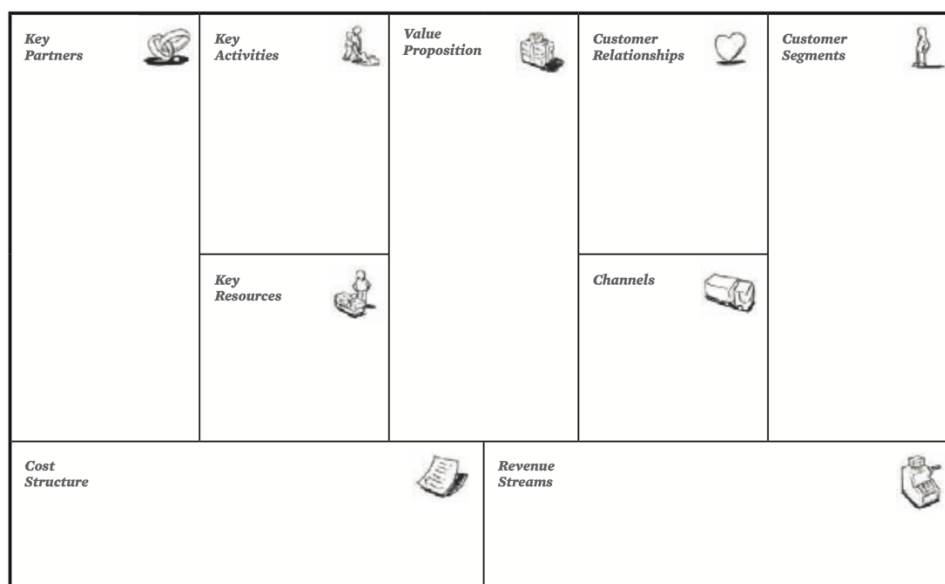 Key
Partners
Key
Activities
Value
Proposition
Customer
Relationships
Customer
Segments
Key
Resources
Channels
Cost
Structure
Revenue
Streams